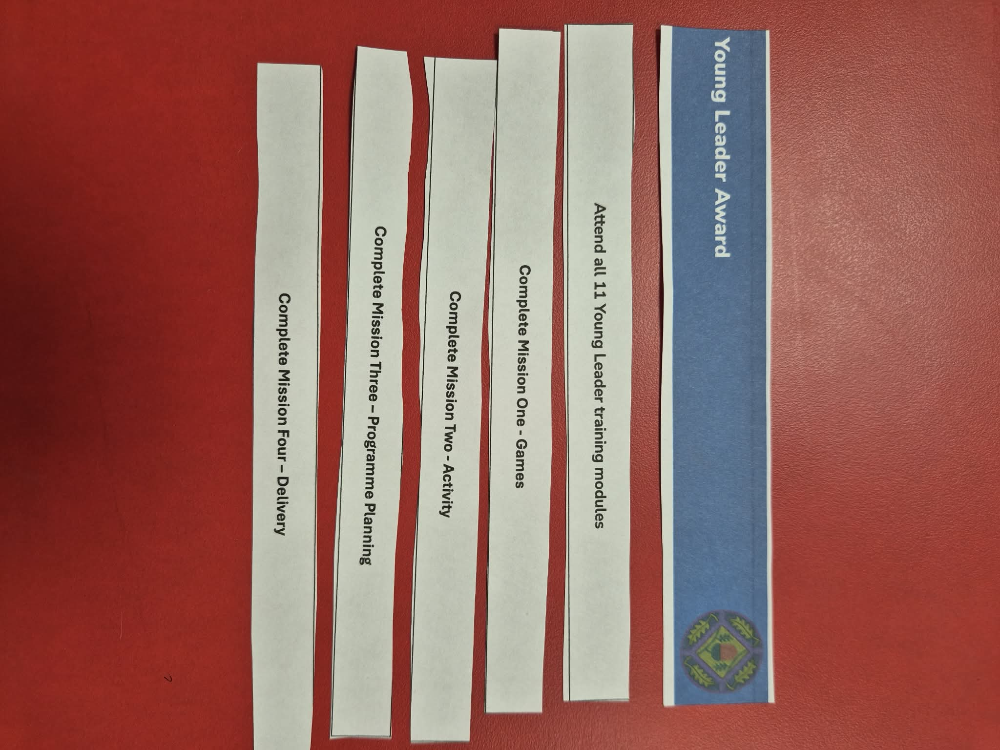 Young Leader Award
Attend all 11 Young Leader training modules
Complete Mission One - Games
Complete Mission Two - Activity
Complete Mission Three – Programme Planning
Complete Mission Four – Delivery